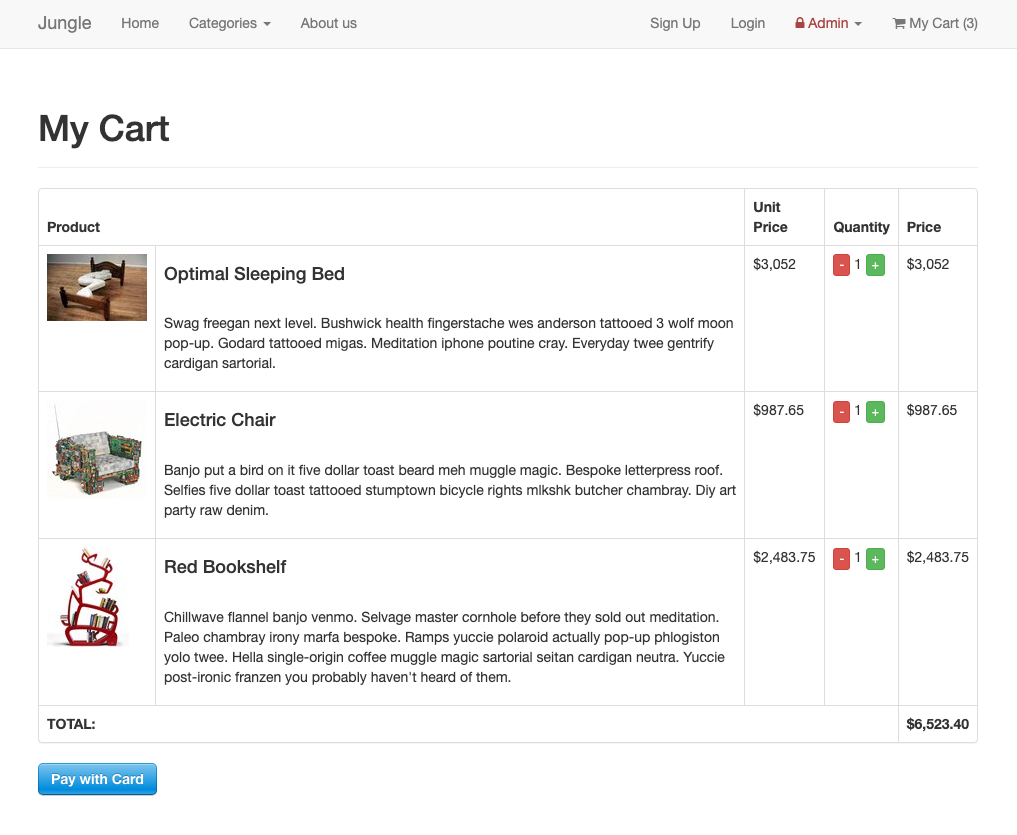 Jungle Home Categories About us Sign Up Login Admin My Cart (3)
My Cart
Product Unit Price Quantity Price
Optimal Sleeping Bed $3,052 - 1 + $3,052
Swag freegan next level. Bushwick health fingerstache wes anderson tattooed 3 wolf moon
pop-up. Godard tattooed migas. Meditation iphone poutine cray. Everyday twee gentrify
cardigan sartorial.
Electric Chair $987.65 - 1 + $987.65
Banjo put a bird on it five dollar toast beard meh muggle magic. Bespoke letterpress roof.
Selfies five dollar toast tattooed stumptown bicycle rights mlkshk butcher chambray. Diy art
party raw denim.
Red Bookshelf $2,483.75 - 1 + $2,483.75
Chillwave flannel banjo venmo. Selvage master cornhole before they sold out meditation.
Paleo chambray irony marfa bespoke. Ramps yuccie polaroid actually pop-up phlogiston
yolo twee. Hella single-origin coffee muggle magic sartorial seitan cardigan neutra. Yuccie
post-ironic franzen you probably haven't heard of them.
TOTAL: $6,523.40
Pay with Card